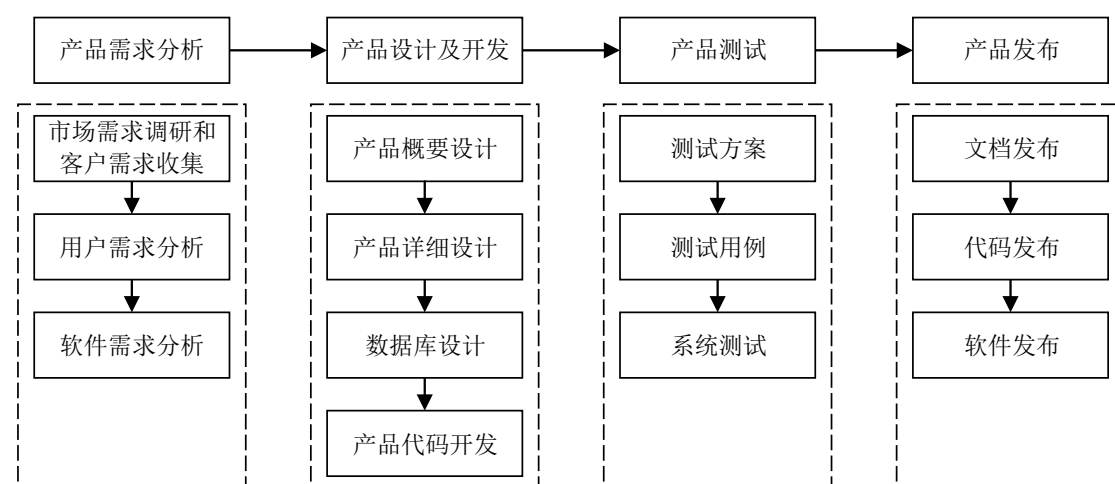 产品需求分析
产品设计及开发
产品测试
产品发布
市场需求调研和
客户需求收集
用户需求分析
软件需求分析
产品概要设计
产品详细设计
数据库设计
产品代码开发
测试方案
测试用例
系统测试
文档发布
代码发布
软件发布